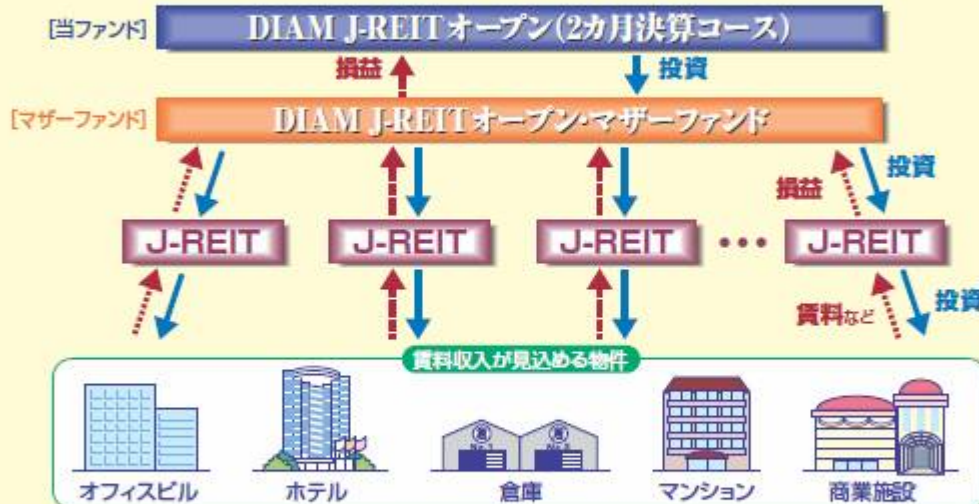 [当ファンド] DIAM J-REITオープン(2カ月決算コース)
損益 投資
[マザーファンド] DIAM J-REITオープン・マザーファンド
損益 投資
J-REIT J-REIT J-REIT ••• J-REIT
賃料など 投資
賃料収入が見込める物件
No.1
オフィスビル ホテル 倉庫 マンション 商業施設